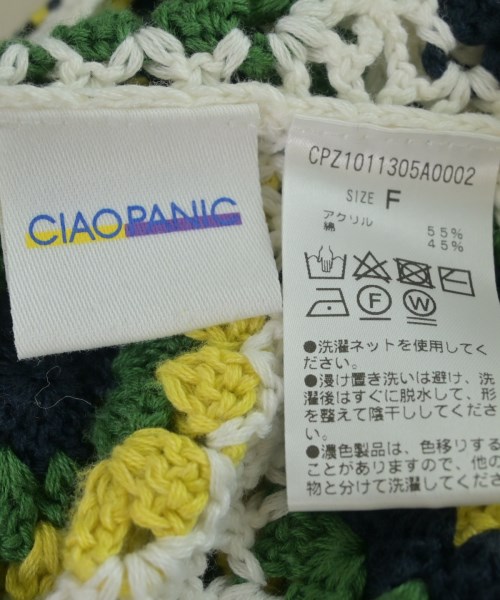 CIAOPANIC
CPZ1011305A0002
SIZE F
アクリル 55%
綿 45%
F W
●洗濯ネットを使用してく
ださい。
●浸け置き洗いは避け、洗
濯後はすぐに脱水して、形
を整えて陰干ししてくださ
い。
●濃色製品は、色移りする
ことがありますので、他の
物と分けて洗濯してくださ